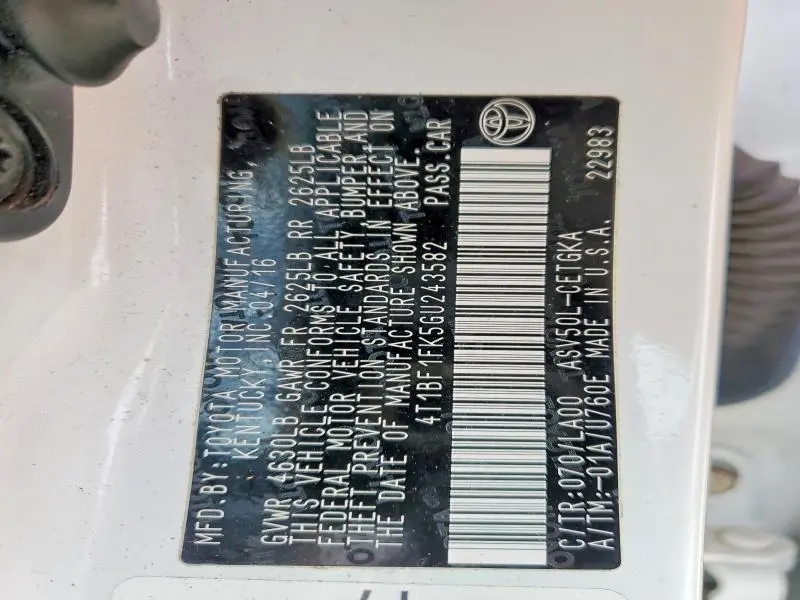 MFD.BY:TOYOTA MOTOR MANUFACTURING,
KENTUCKY, INC 04/16
GVWR 4630LB GAWR FR 2625LB RR 2625LB
THIS VEHICLE CONFORMS TO ALL APPLICABLE
FEDERAL MOTOR VEHICLE SAFETY, BUMPER AND
THEFT PREVENTION STANDARDS IN EFFECT ON
THE DATE OF MANUFACTURE SHOWN ABOVE.
4T1BF1FK5GU243582 PASS.CAR
C/TR:070/LA00 ASV50L-CETGKA
A/TM:-01A/U760E MADE IN U.S.A. 22983